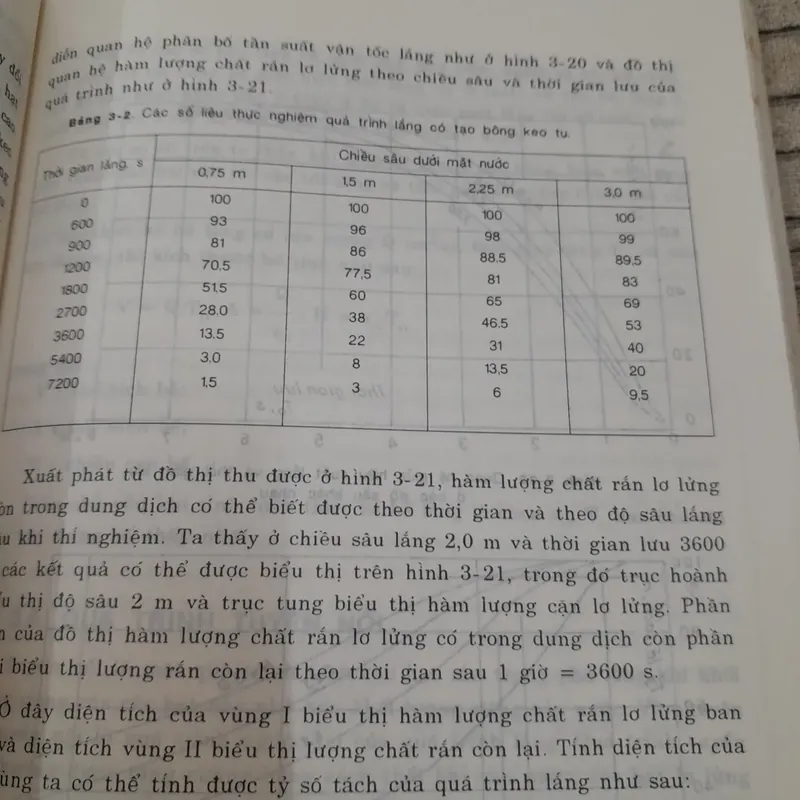 diễn quan hệ phân bố tần suất vận tốc lắng như ở hình 3-20 và đồ thị
quan hệ hàm lượng chất rắn lơ lửng theo chiều sâu và thời gian lưu của
quá trình như ở hình 3-21.
Bảng 3-2. Các số liệu thực nghiệm quá trình lắng có tạo bông keo tụ.
Thời gian lắng, s Chiều sâu dưới mặt nước
0,75 m 1,5 m 2,25 m 3,0 m
0 100 100 100 100
600 93 96 98 99
900 81 86 88,5 89,5
1200 70,5 77,5 81 83
1800 51,5 60 65 69
2700 28.0 38 46.5 53
3600 13.5 22 31 40
5400 3.0 8 13,5 20
7200 1,5 3 6 9,5
Xuất phát từ đồ thị thu được ở hình 3-21, hàm lượng chất rắn lơ lửng
trong dung dịch có thể biết được theo thời gian và theo độ sâu lắng
khi thí nghiệm. Ta thấy ở chiều sâu lắng 2,0 m và thời gian lưu 3600
các kết quả có thể được biểu thị trên hình 3-21, trong đó trục hoành
thị độ sâu 2 m và trục tung biểu thị hàm lượng cặn lơ lửng. Phần
của đồ thị hàm lượng chất rắn lơ lửng có trong dung dịch còn phần
biểu thị lượng rắn còn lại theo thời gian sau 1 giờ = 3600 s.
Ở đây diện tích của vùng I biểu thị hàm lượng chất rắn lơ lửng ban
và diện tích vùng II biểu thị lượng chất rắn còn lại. Tính diện tích của
ta có thể tính được tỷ số tách của quá trình lắng như sau: